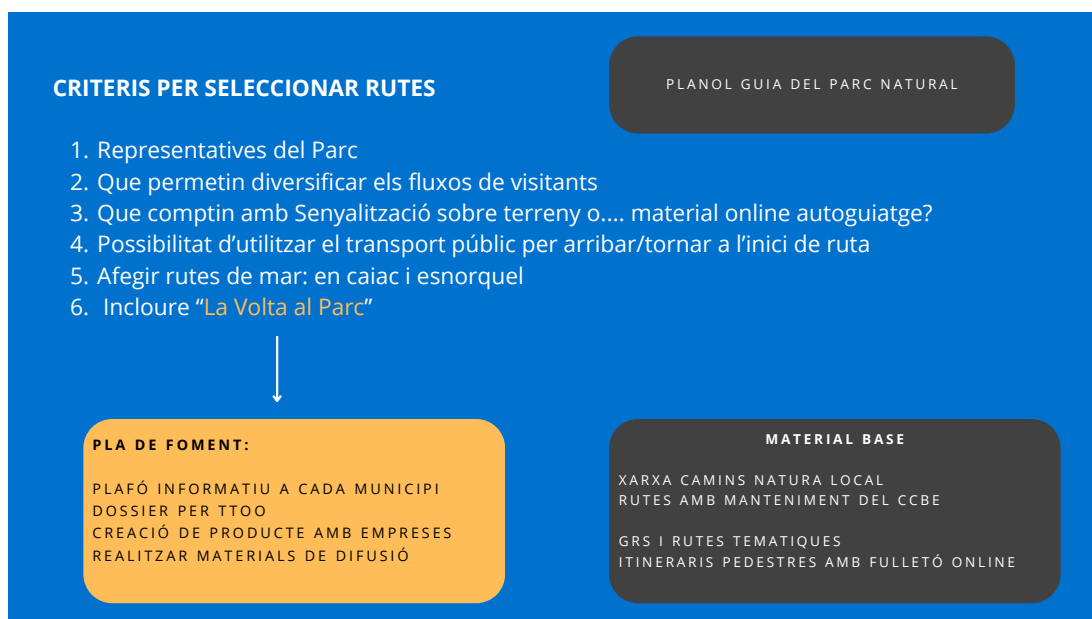 CRITERIS PER SELECCIONAR RUTES
PLANOL GUIA DEL PARC NATURAL
1. Representatives del Parc
2. Que permetin diversificar els fluxos de visitants
3. Que comptin amb Senyalització sobre terreny o.... material online autoguiatge?
4. Possibilitat d’utilitzar el transport públic per arribar/tornar a l’inici de ruta
5. Afegir rutes de mar: en caiac i esnorquel
6. Incloure “La Volta al Parc”
PLA DE FOMENT:
PLAFÓ INFORMATIU A CADA MUNICIPI
DOSSIER PER TTOO
CREACIÓ DE PRODUCTE AMB EMPRESES
REALITZAR MATERIALS DE DIFUSIÓ
MATERIAL BASE
XARXA CAMINS NATURA LOCAL
RUTES AMB MANTENIMENT DEL CCBE
GRS I RUTES TEMATIQUES
ITINERARIS PEDESTRES AMB FULLETÓ ONLINE